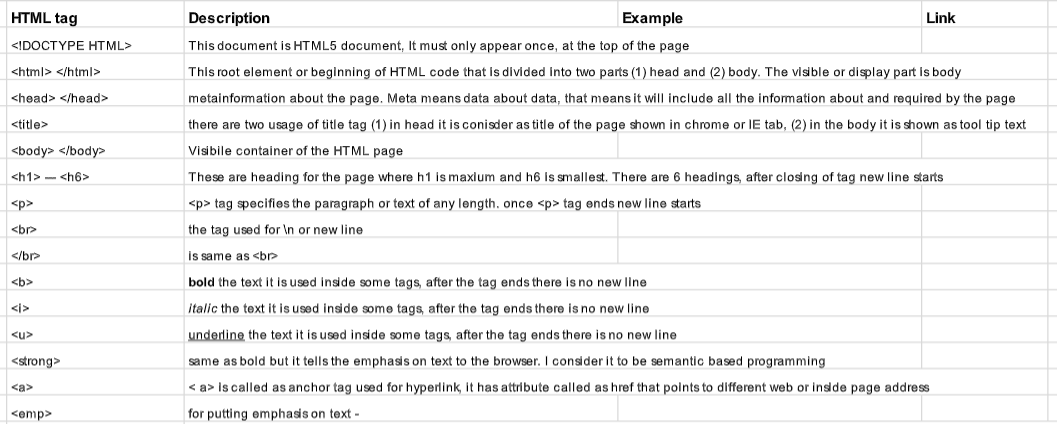 HTML tag Description Example Link
<!DOCTYPE HTML> This document is HTML5 document, It must only appear once, at the top of the page
<html> </html> This root element or beginning of HTML code that is divided into two parts (1) head and (2) body. The visible or display part is body
<head> </head> metainformation about the page. Meta means data about data, that means it will include all the information about and required by the page
<title> there are two usage of title tag (1) in head it is conisder as title of the page shown in chrome or IE tab, (2) in the body it is shown as tool tip text
<body> </body> Visibile container of the HTML page
<h1> — <h6> These are heading for the page where h1 is maxium and h6 is smallest. There are 6 headings, after closing of tag new line starts
<p> <p> tag specifies the paragraph or text of any length. once <p> tag ends new line starts
<br> the tag used for \n or new line
</br> is same as <br>
<b> bold the text it is used inside some tags, after the tag ends there is no new line
<i> italic the text it is used inside some tags, after the tag ends there is no new line
<u> underline the text it is used inside some tags, after the tag ends there is no new line
<strong> same as bold but it tells the emphasis on text to the browser. I consider it to be semantic based programming
<a> < a> is called as anchor tag used for hyperlink, it has attribute called as href that points to different web or inside page address
<emp> for putting emphasis on text -